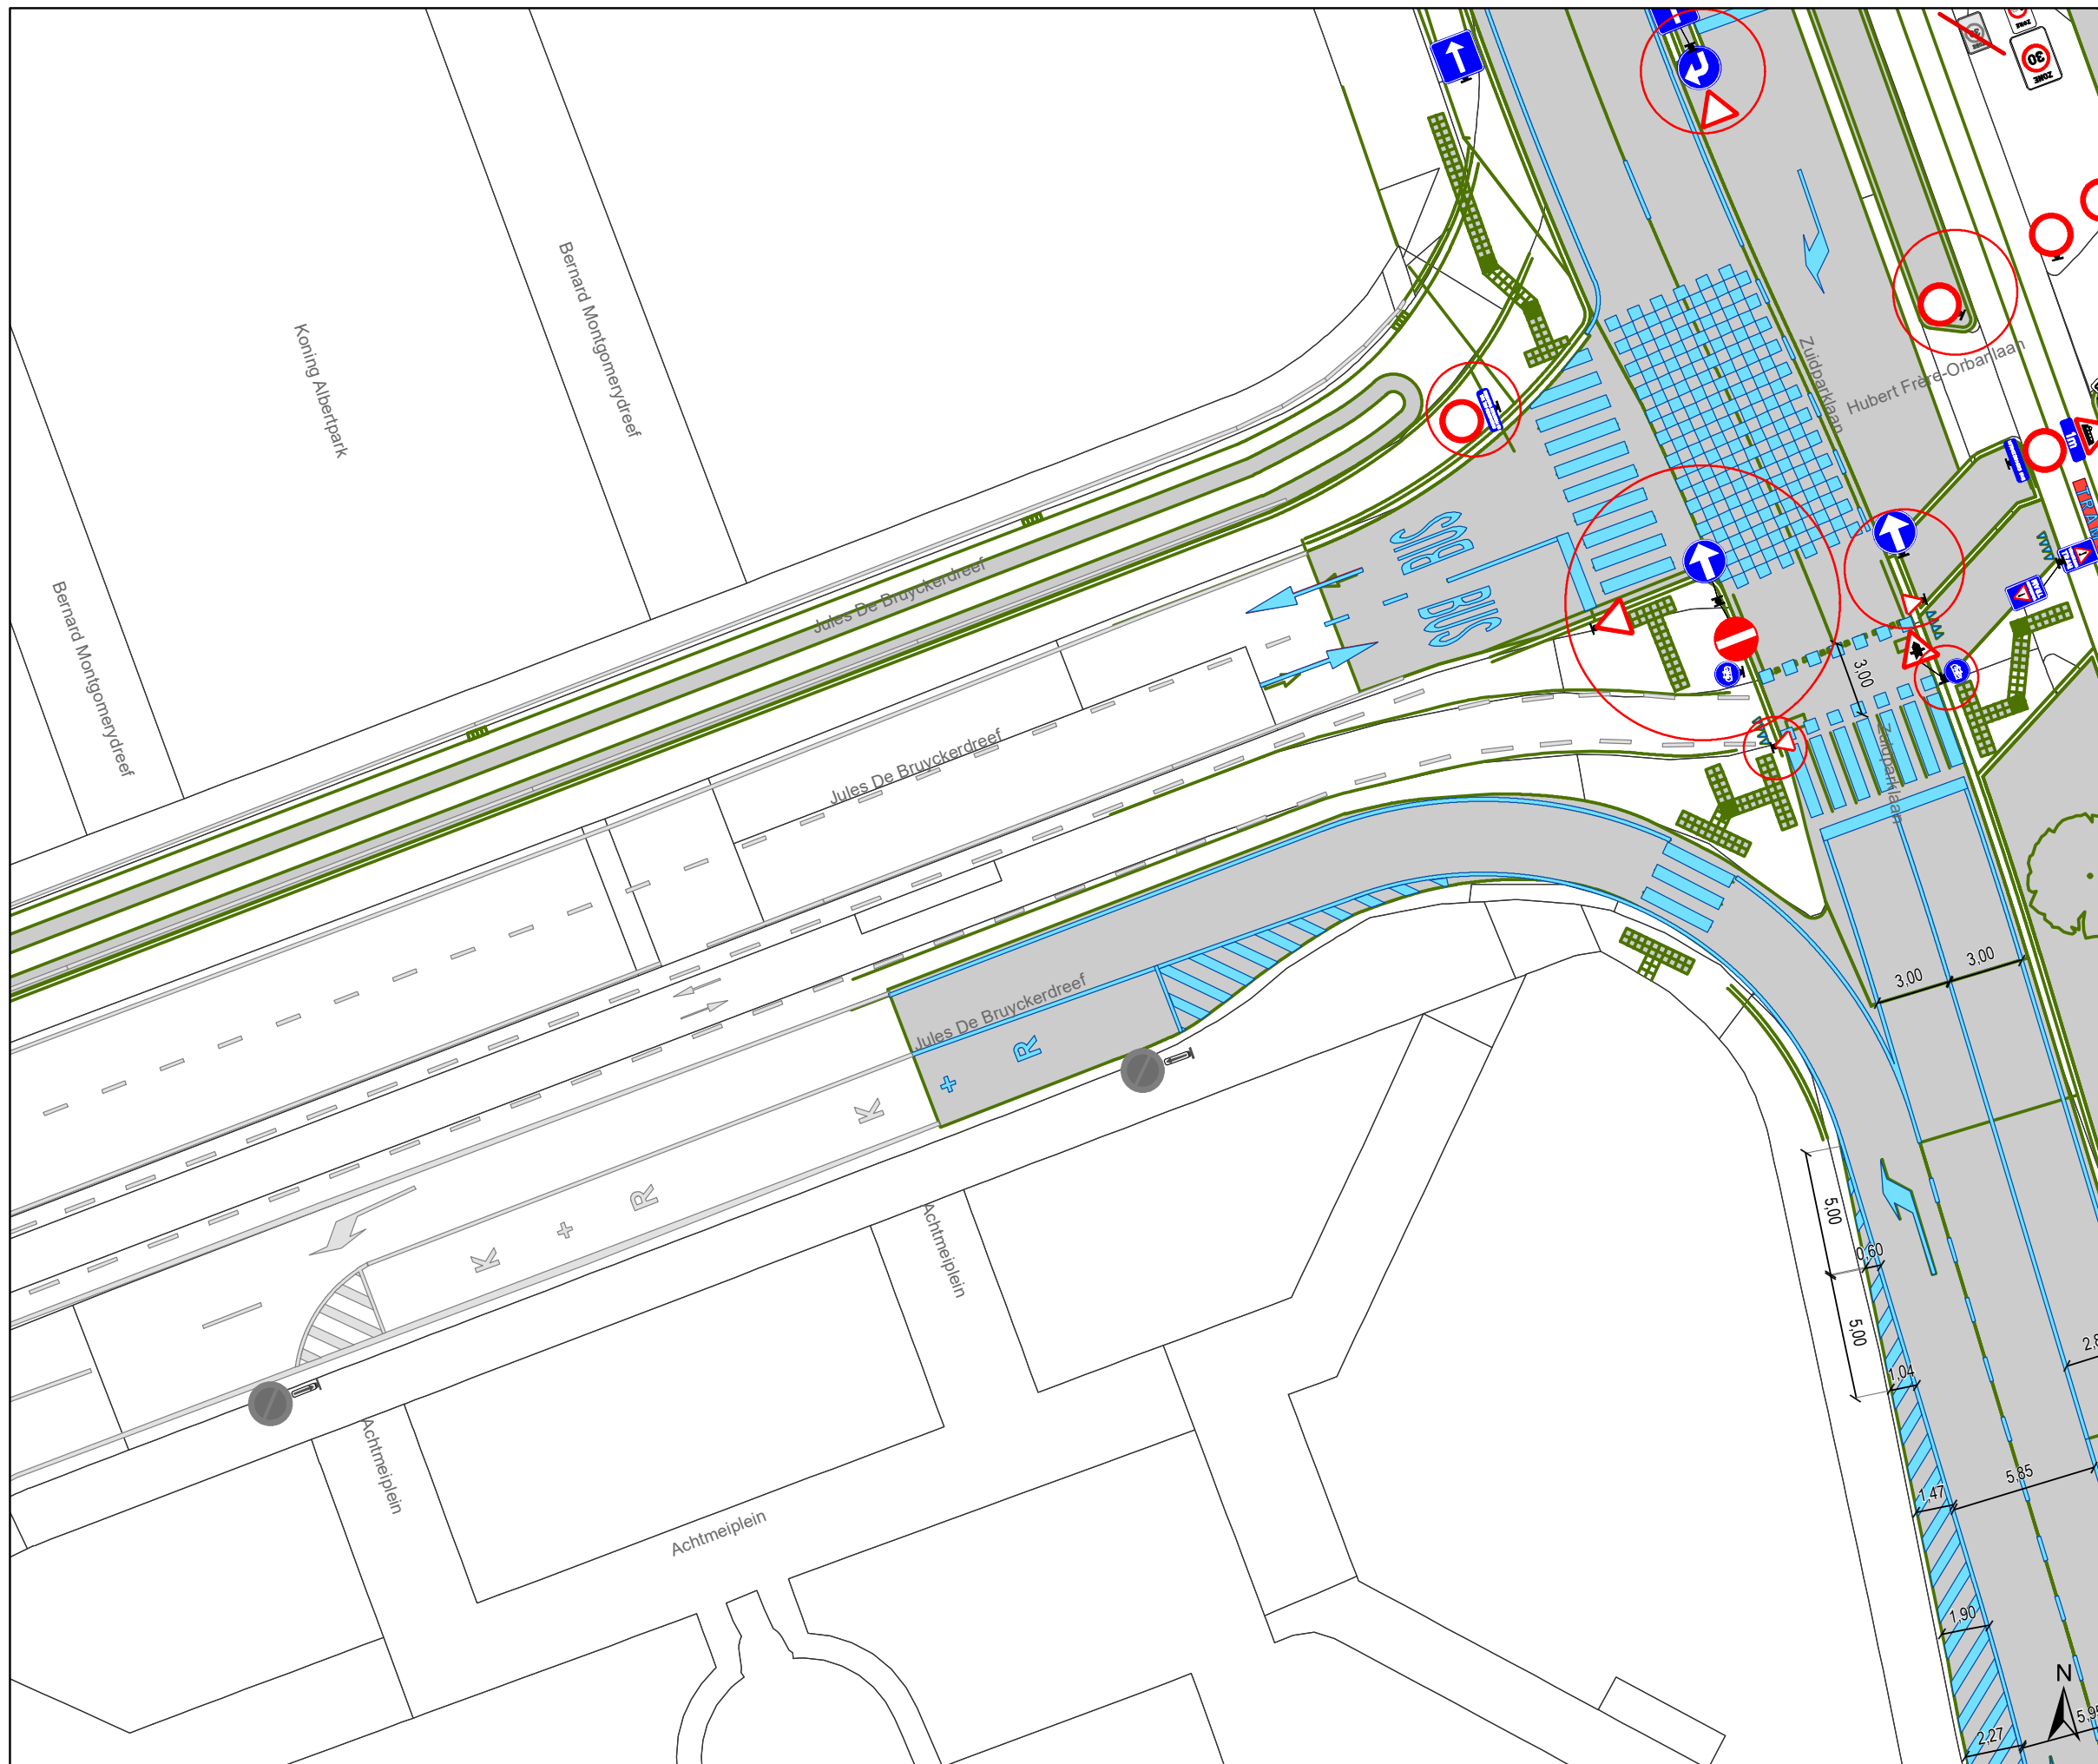 30
ZONE
Koning Albertpark
Bernard Montgomerydreef
Bernard Montgomerydreef
Zuidparklaan
Hubert Frère-Orbanlaan
Jules De Bruyckerdreef
BUS
BUS
Jules De Bruyckerdreef
3,00
Zuidparklaan
3,00
3,00
Jules De Bruyckerdreef
R
+
K
R
+
K
Achtmeiplein
5,00
0,60
5,00
1,04
Achtmeiplein
Achtmeiplein
5,85
1,47
1,90
N
2,27